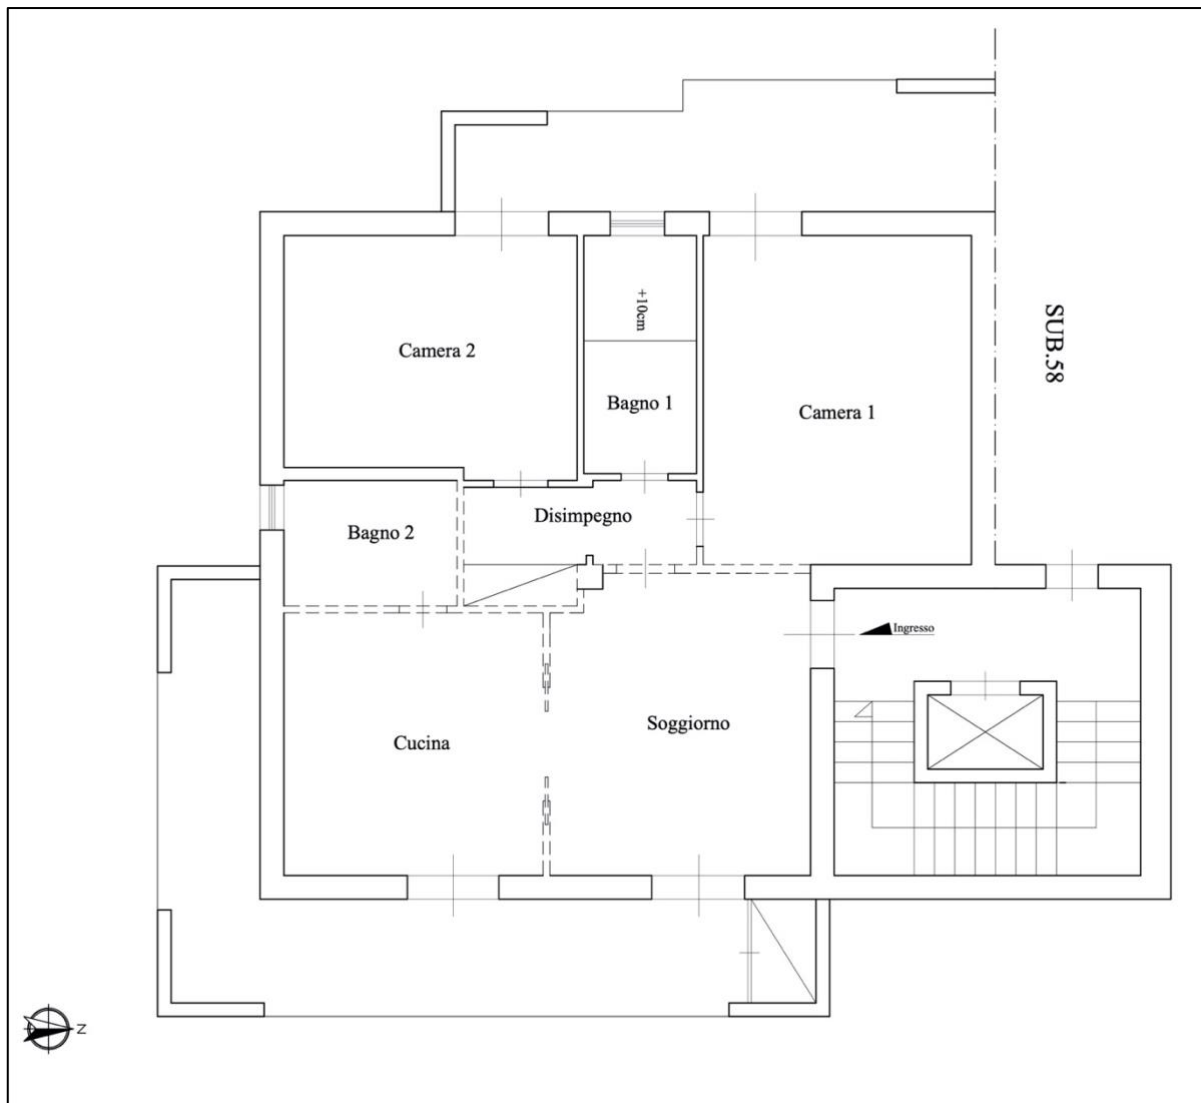 SUB.58
+10cm
Camera 2
Bagno 1
Camera 1
Disimpegno
Bagno 2
Ingresso
Soggiorno
Cucina
N